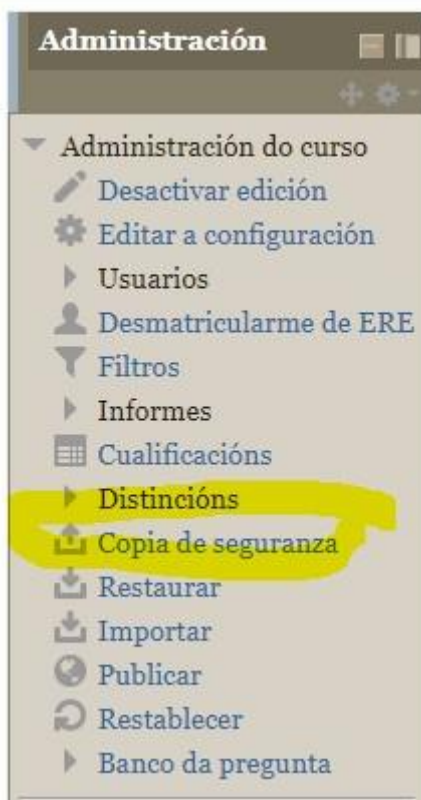 Administración
Administración do curso
Desactivar edición
Editar a configuración
Usuarios
Desmatricularme de ERE
Filtros
Informes
Cualificacións
Distincións
Copia de seguranza
Restaurar
Importar
Publicar
Restablecer
Banco da pregunta